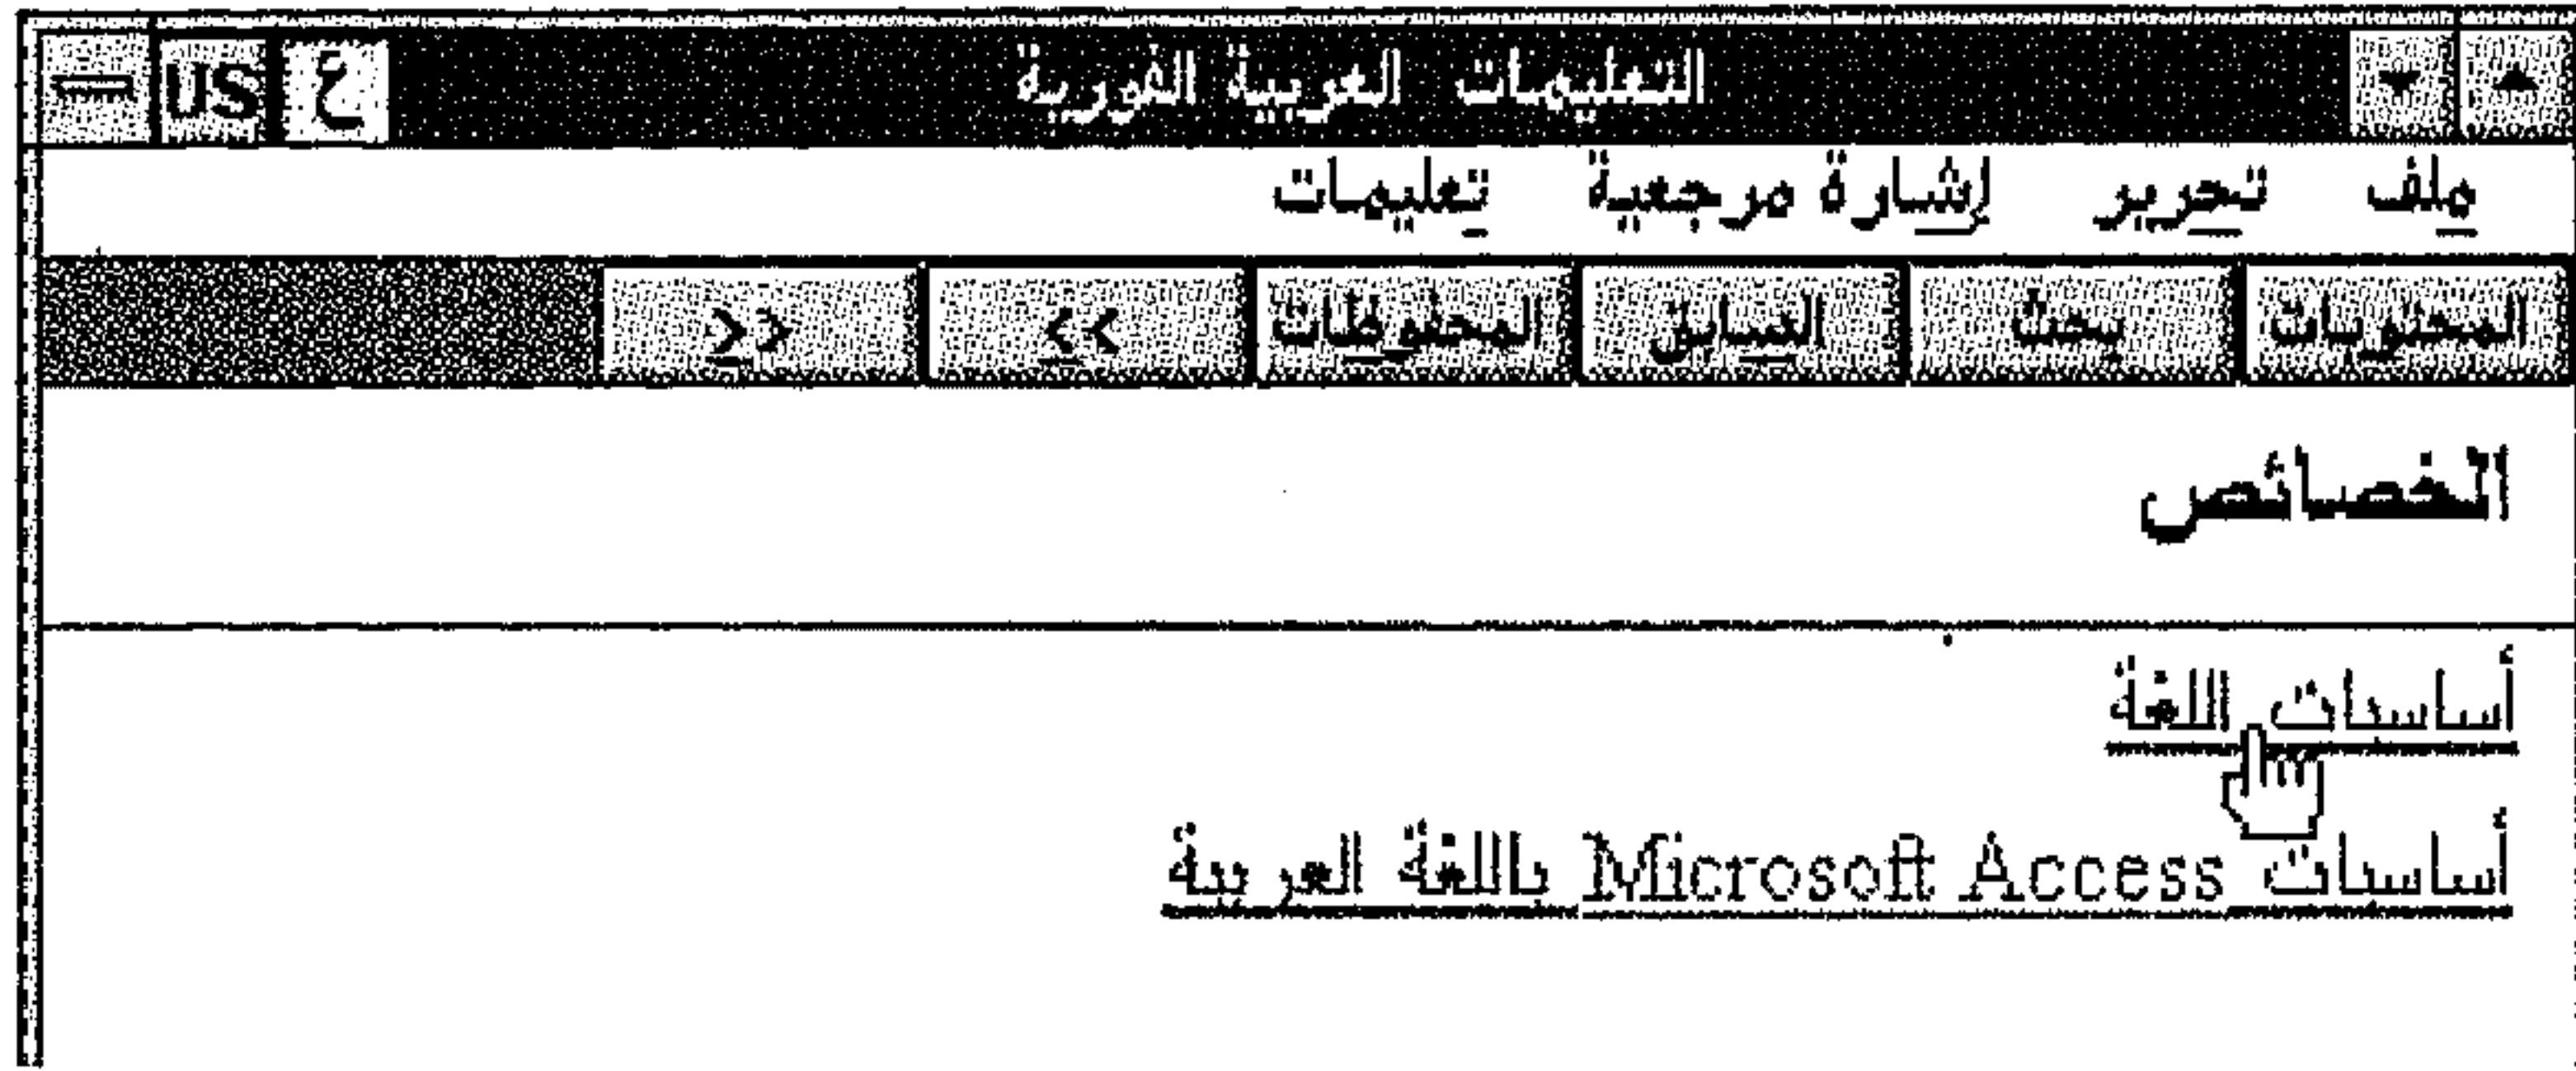 التعليمات العربية الفورية ع US
ملف تحرير إشارة مرجعية تعليمات
المحتويات بحث السابق المحفوظات << >>
الخصائص
أساسيات اللغة
أساسيات Microsoft Access باللغة العربية